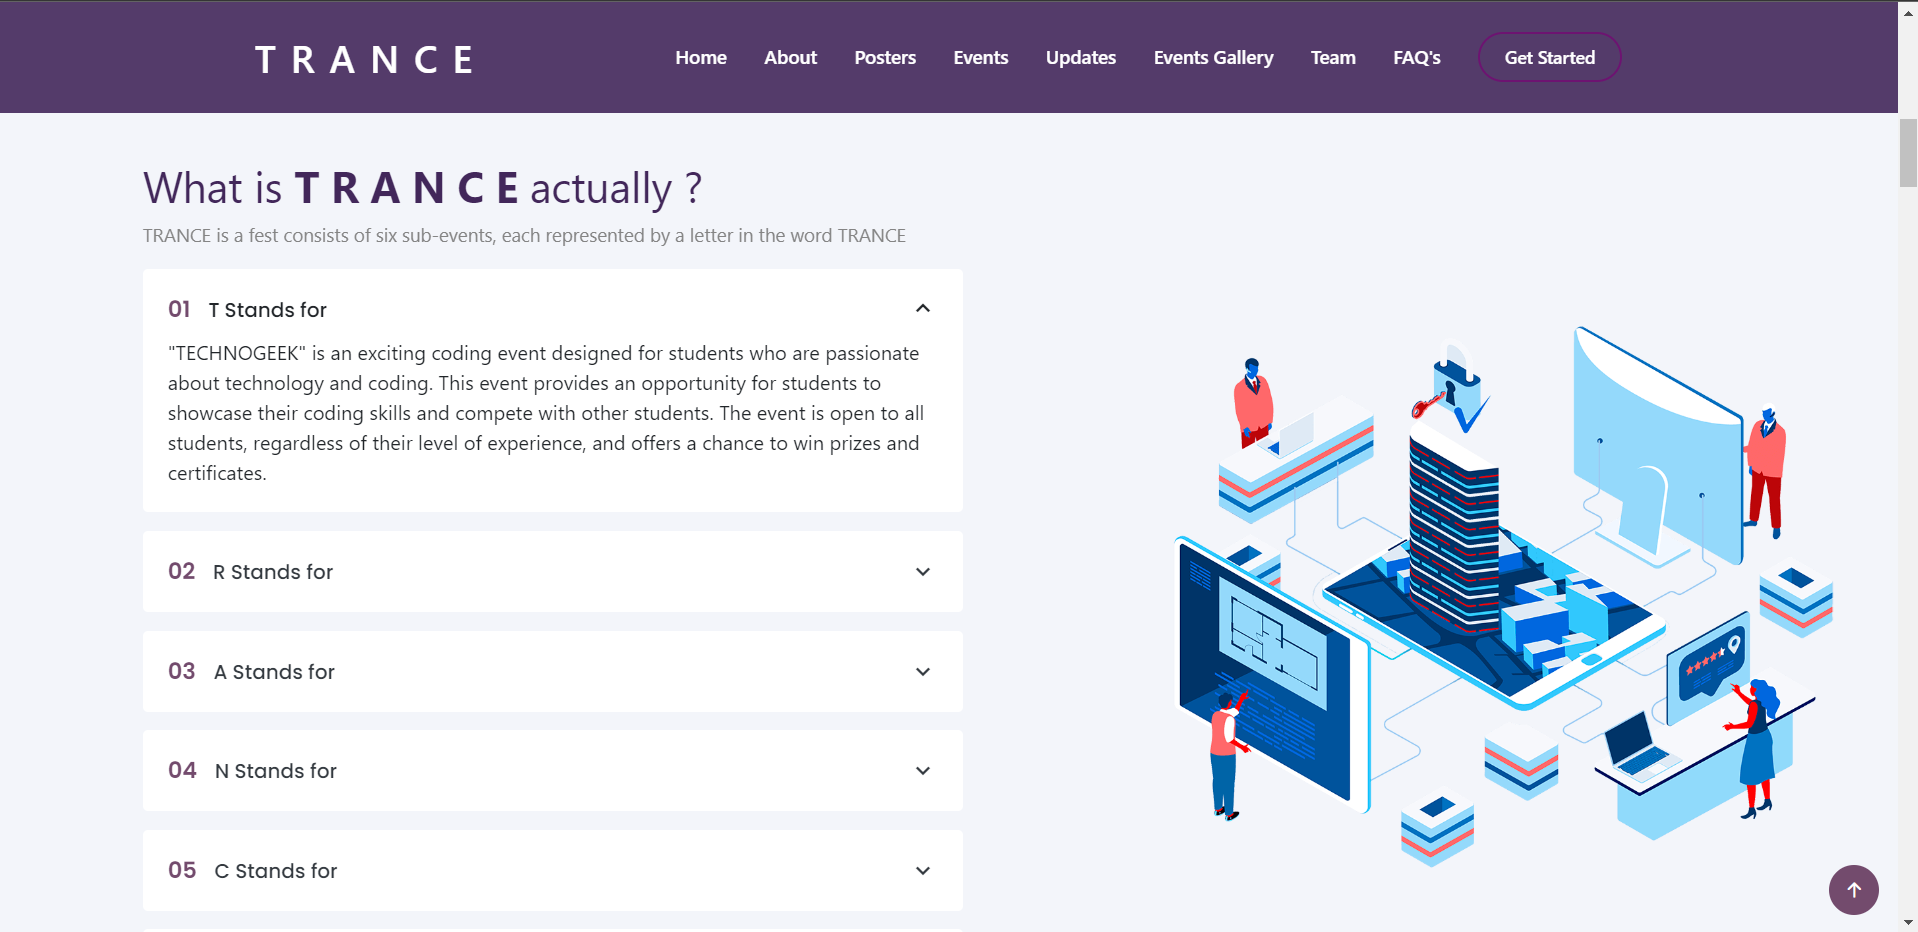 TRANCE
Home About Posters Events Updates Events Gallery Team FAQ's Get Started
What is TRANCE actually ?
TRANCE is a fest consists of six sub-events, each represented by a letter in the word TRANCE
01 T Stands for
"TECHNOGEEK" is an exciting coding event designed for students who are passionate
about technology and coding. This event provides an opportunity for students to
showcase their coding skills and compete with other students. The event is open to all
students, regardless of their level of experience, and offers a chance to win prizes and
certificates.
02 R Stands for
03 A Stands for
04 N Stands for
05 C Stands for